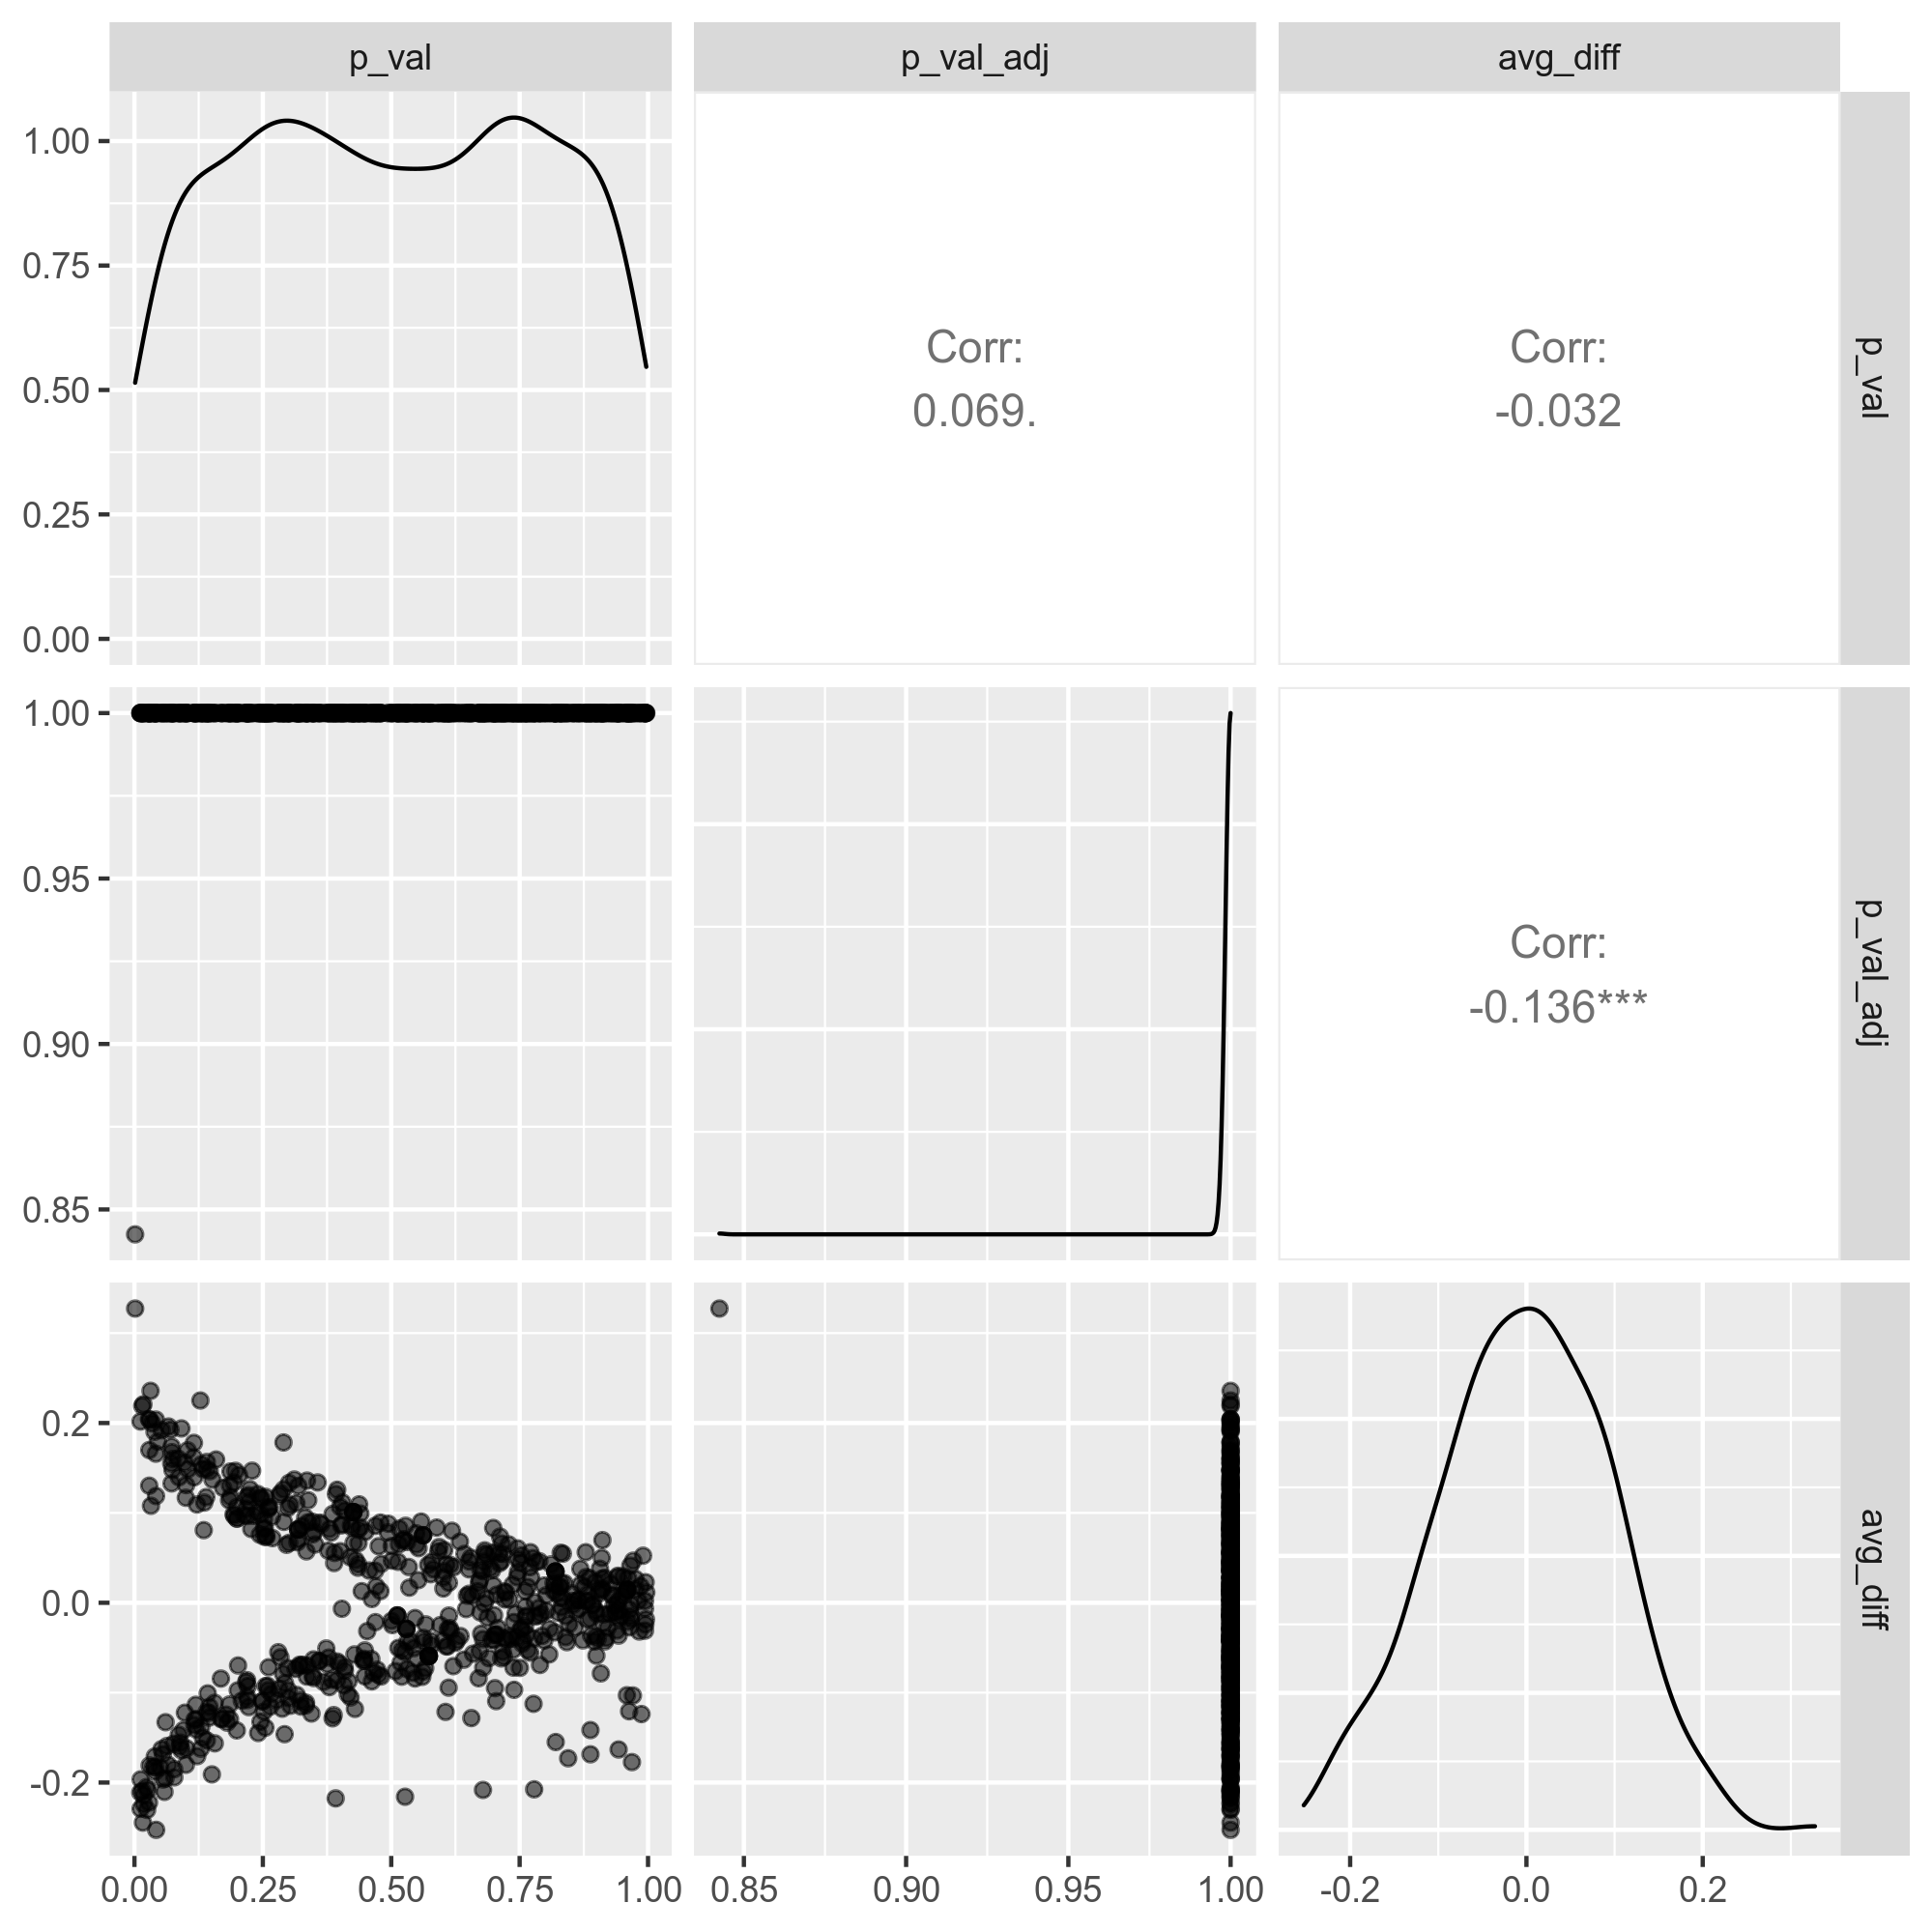 p_val
p_val_adj
avg_diff
1.00
0.75
0.50
0.25
0.00
Corr:
0.069.
Corr:
-0.032
p_val
1.00
0.95
0.90
0.85
Corr:
-0.136***
p_val_adj
0.2
0.0
-0.2
avg_diff
0.00 0.25 0.50 0.75 1.00
0.85 0.90 0.95 1.00
-0.2 0.0 0.2